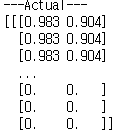 ---Actual---
[[[0.983 0.904]
[0.983 0.904]
[0.983 0.904]
...
[0. 0. ]
[0. 0. ]
[0. 0. ]]